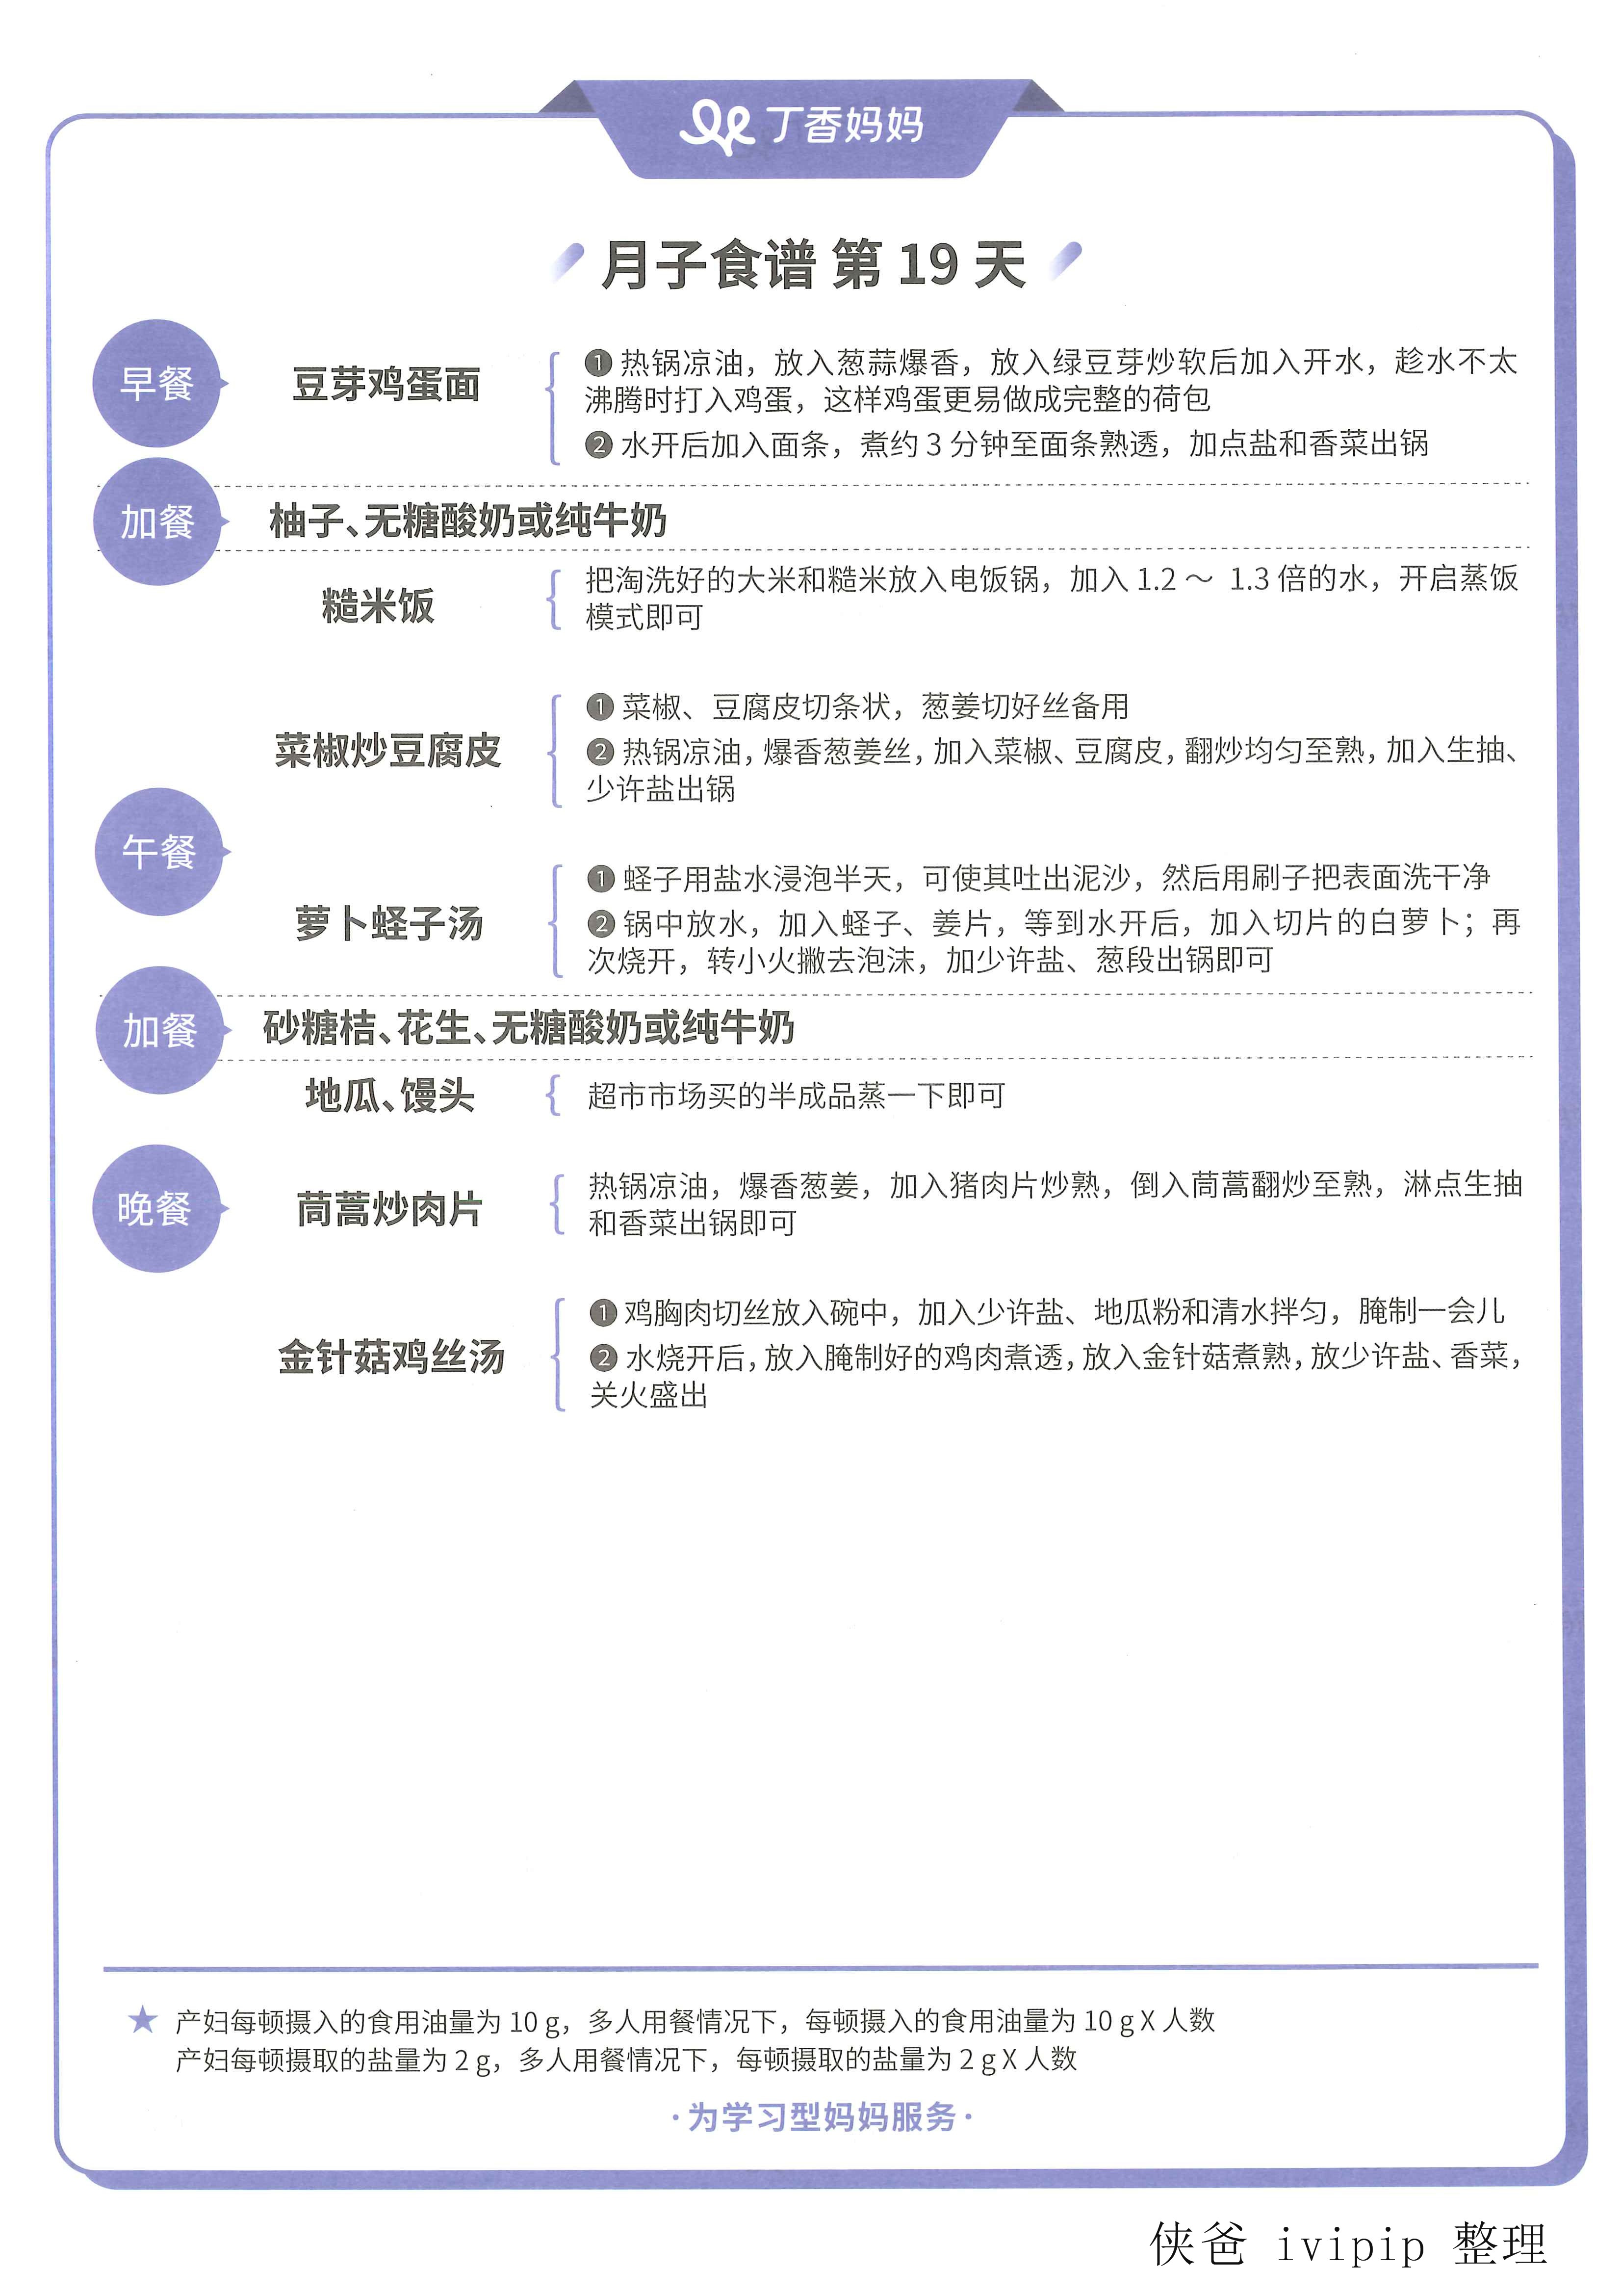 丁香妈妈
月子食谱 第 19 天
早餐
豆芽鸡蛋面
❶ 热锅凉油，放入葱蒜爆香，放入绿豆芽炒软后加入开水，趁水不太
沸腾时打入鸡蛋，这样鸡蛋更易做成完整的荷包
❷ 水开后加入面条，煮约 3 分钟至面条熟透，加点盐和香菜出锅
加餐
柚子、无糖酸奶或纯牛奶
糙米饭
把淘洗好的大米和糙米放入电饭锅，加入 1.2 ～ 1.3 倍的水，开启蒸饭
模式即可
菜椒炒豆腐皮
❶ 菜椒、豆腐皮切条状，葱姜切好丝备用
❷ 热锅凉油，爆香葱姜丝，加入菜椒、豆腐皮，翻炒均匀至熟，加入生抽、
少许盐出锅
午餐
萝卜蛏子汤
❶ 蛏子用盐水浸泡半天，可使其吐出泥沙，然后用刷子把表面洗干净
❷ 锅中放水，加入蛏子、姜片，等到水开后，加入切片的白萝卜；再
次烧开，转小火撇去泡沫，加少许盐、葱段出锅即可
加餐
砂糖桔、花生、无糖酸奶或纯牛奶
地瓜、馒头
超市市场买的半成品蒸一下即可
晚餐
茼蒿炒肉片
热锅凉油，爆香葱姜，加入猪肉片炒熟，倒入茼蒿翻炒至熟，淋点生抽
和香菜出锅即可
金针菇鸡丝汤
❶ 鸡胸肉切丝放入碗中，加入少许盐、地瓜粉和清水拌匀，腌制一会儿
❷ 水烧开后，放入腌制好的鸡肉煮透，放入金针菇煮熟，放少许盐、香菜，
关火盛出
★ 产妇每顿摄入的食用油量为 10 g，多人用餐情况下，每顿摄入的食用油量为 10 g X 人数
产妇每顿摄取的盐量为 2 g，多人用餐情况下，每顿摄取的盐量为 2 g X 人数
·为学习型妈妈服务·
侠爸 ivipip 整理